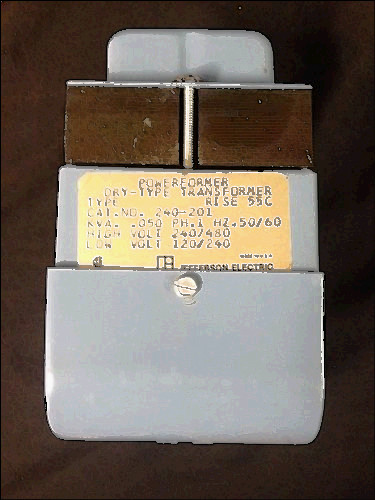 POWERFORMER
DRY-TYPE TRANSFORMER
TYPE RISE 55C
CAT.NO. 240-201
KVA. .050 PH.1 HZ.50/60
HIGH VOLT 240/480
LOW VOLT 120/240
JEFFERSON ELECTRIC